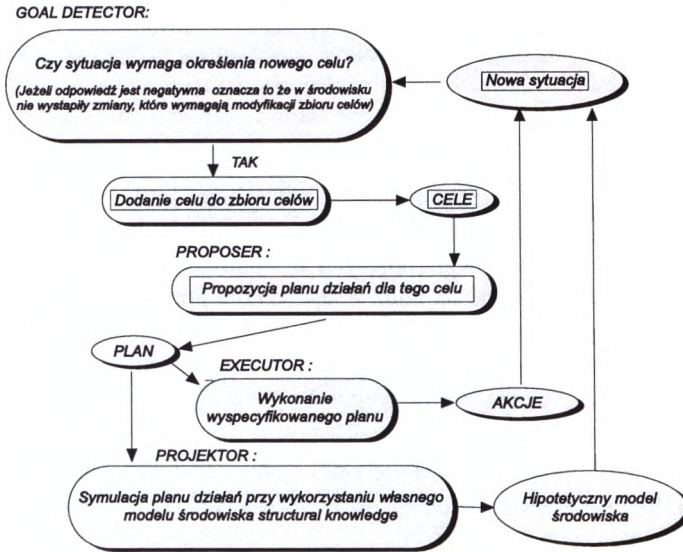 GOAL DETECTOR:
Czy sytuacja wymaga określenia nowego celu?
(Jeżeli odpowiedź jest negatywna oznacza to że w środowisku
nie wystąpiły zmiany, które wymagają modyfikacji zbioru celów)
Nowa sytuacja
TAK
Dodanie celu do zbioru celów
CELE
PROPOSER :
Propozycja planu działań dla tego celu
PLAN
EXECUTOR :
Wykonanie
wyspecyfikowanego planu
AKCJE
PROJEKTOR :
Symulacja planu działań przy wykorzystaniu własnego
modelu środowiska structural knowledge
Hipotetyczny model
środowiska